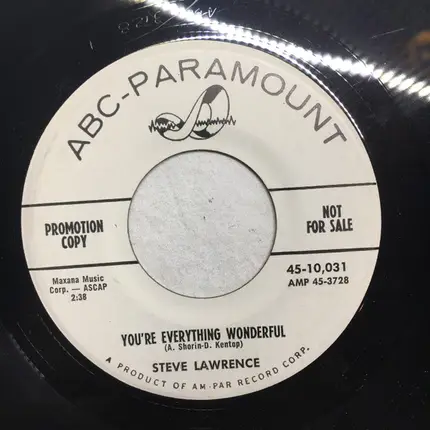 ABC-PARAMOUNT
PROMOTION
COPY
NOT
FOR SALE
Maxana Music
Corp. — ASCAP
2:38
45-10,031
AMP 45-3728
YOU'RE EVERYTHING WONDERFUL
(A. Shorin-D. Kentop)
STEVE LAWRENCE
A PRODUCT OF AM-PAR RECORD CORP.